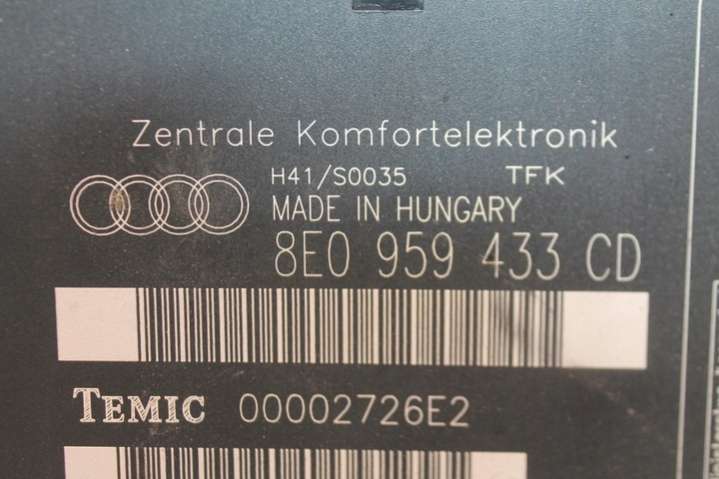 Zentrale Komfortelektronik
H41/S0035 TFK
MADE IN HUNGARY
8E0 959 433 CD
TEMIC 00002726E2